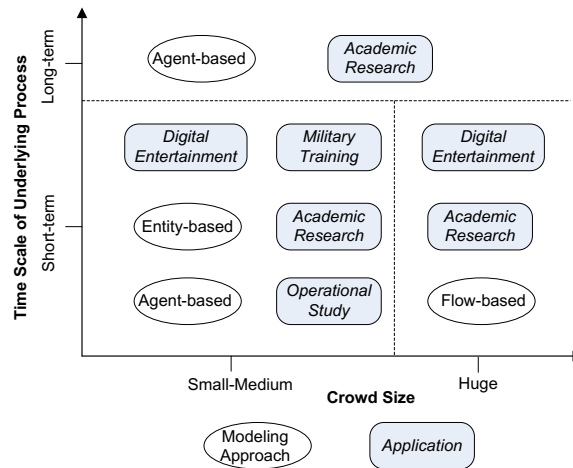 Time Scale of Underlying Process
Long-term
Short-term
Agent-based
Academic
Research
Digital
Entertainment
Military
Training
Digital
Entertainment
Entity-based
Academic
Research
Academic
Research
Agent-based
Operational
Study
Flow-based
Small-Medium
Huge
Crowd Size
Modeling
Approach
Application